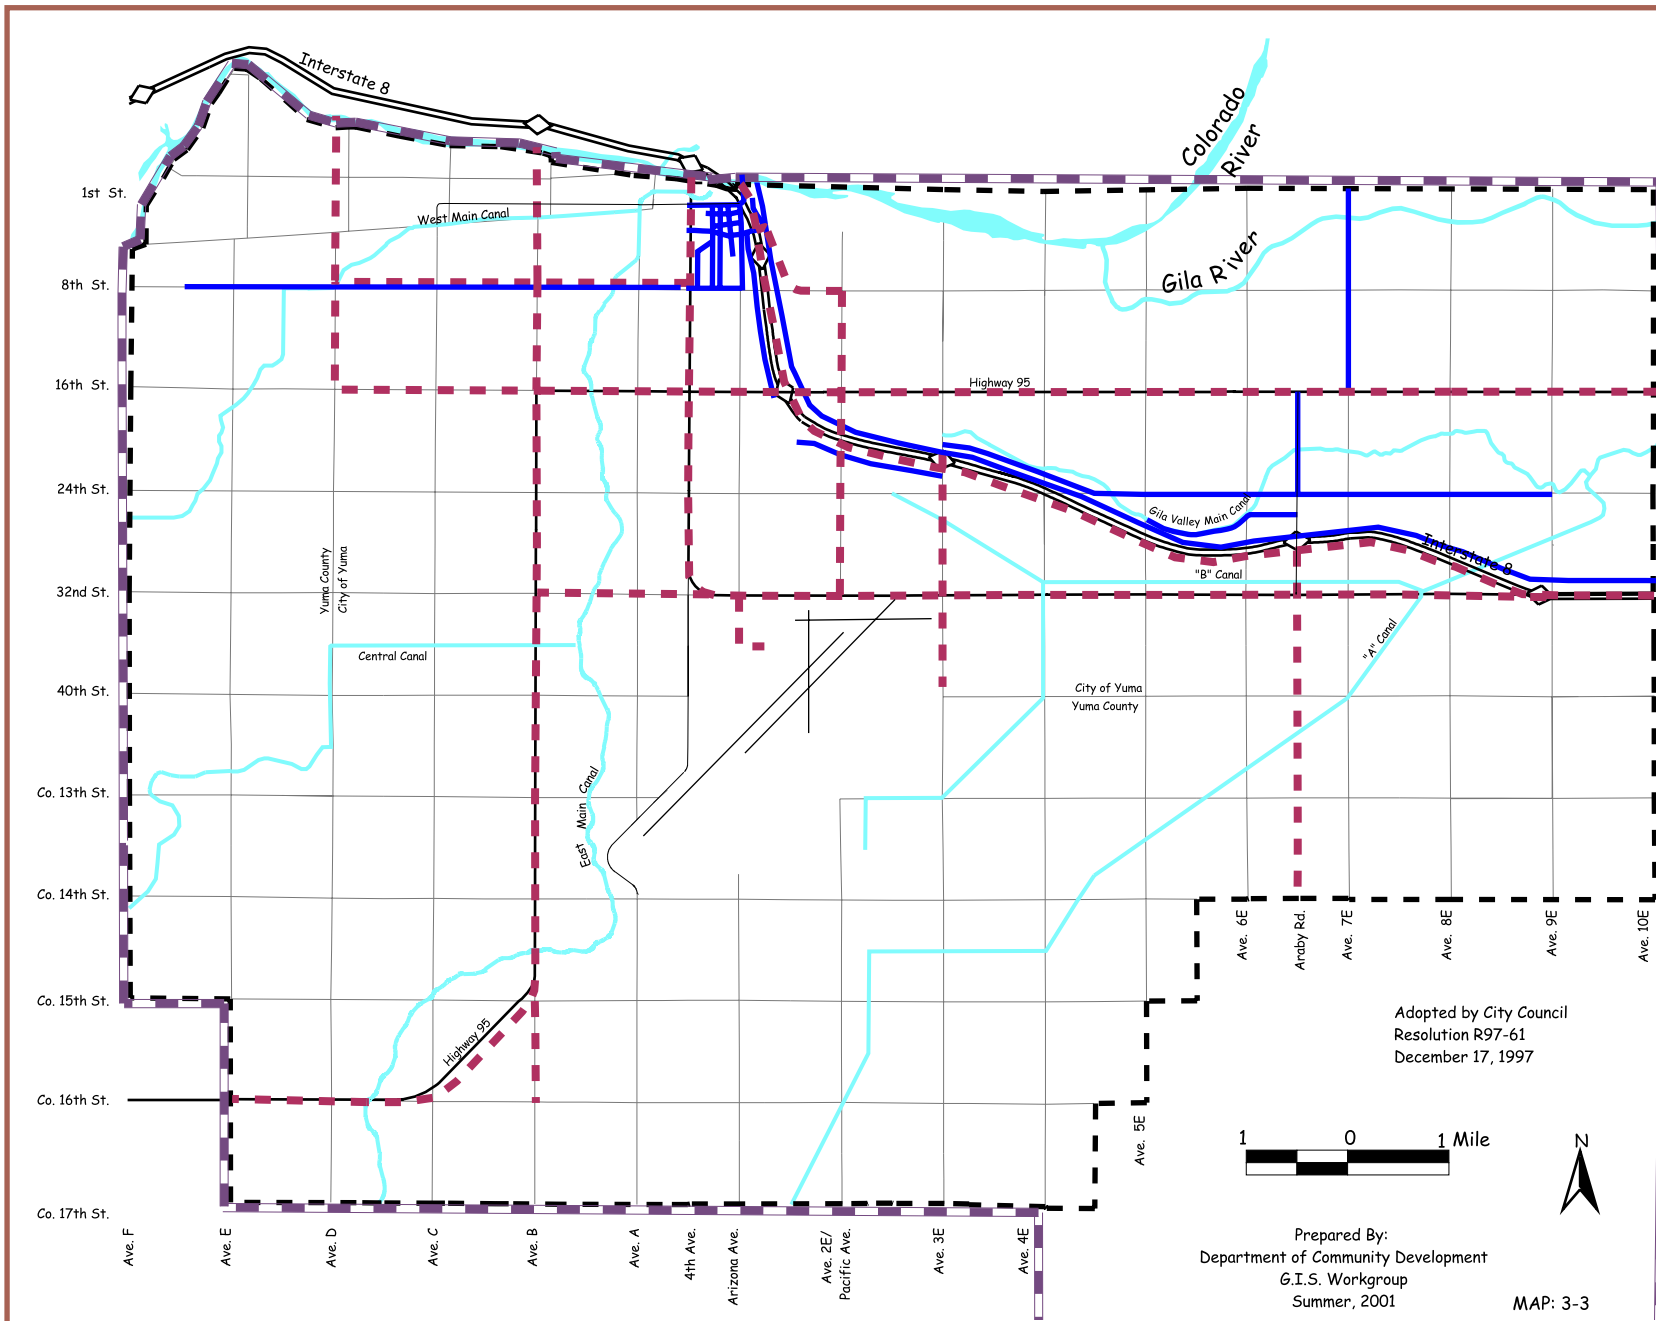 Interstate 8
Colorado
River
1st St.
West Main Canal
Gila River
8th St.
16th St.
Highway 95
24th St.
Gila Valley Main Canal
Interstate 8
"B" Canal
Yuma County
City of Yuma
32nd St.
"A" Canal
Central Canal
40th St.
City of Yuma
Yuma County
Co. 13th St.
East Main Canal
Co. 14th St.
Ave. 6E
Araby Rd.
Ave. 7E
Ave. 8E
Ave. 9E
Ave. 10E
Co. 15th St.
Highway 95
Adopted by City Council
Resolution R97-61
December 17, 1997
Co. 16th St.
Ave. 5E
1 0 1 Mile
N
Co. 17th St.
Ave. F
Ave. E
Ave. D
Ave. C
Ave. B
Ave. A
4th Ave.
Arizona Ave.
Ave. 2E/
Pacific Ave.
Ave. 3E
Ave. 4E
Prepared By:
Department of Community Development
G.I.S. Workgroup
Summer, 2001
MAP: 3-3